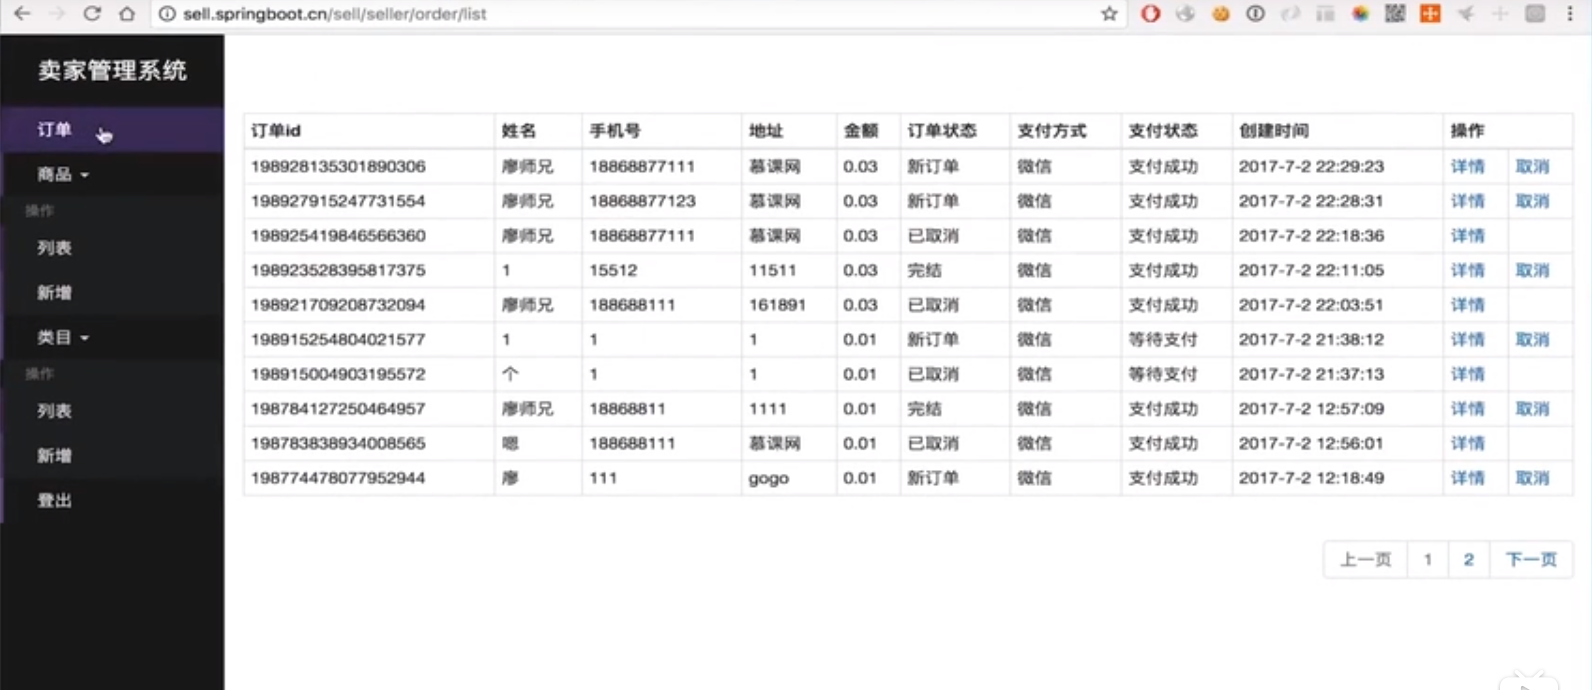 sell.springboot.cn/sell/seller/order/list
卖家管理系统
订单
商品
操作
列表
新增
类目
操作
列表
新增
登出
订单id 姓名 手机号 地址 金额 订单状态 支付方式 支付状态 创建时间 操作
198928135301890306 廖师兄 18868877111 慕课网 0.03 新订单 微信 支付成功 2017-7-2 22:29:23 详情 取消
198927915247731554 廖师兄 18868877123 慕课网 0.03 新订单 微信 支付成功 2017-7-2 22:28:31 详情 取消
198925419846566360 廖师兄 18868877111 慕课网 0.03 已取消 微信 支付成功 2017-7-2 22:18:36 详情
198923528395817375 1 15512 11511 0.03 完结 微信 支付成功 2017-7-2 22:11:05 详情 取消
198921709208732094 廖师兄 188688111 161891 0.03 已取消 微信 支付成功 2017-7-2 22:03:51 详情
198915254804021577 1 1 1 0.01 新订单 微信 等待支付 2017-7-2 21:38:12 详情 取消
198915004903195572 个 1 1 0.01 已取消 微信 等待支付 2017-7-2 21:37:13 详情
198784127250464957 廖师兄 18868811 1111 0.01 完结 微信 支付成功 2017-7-2 12:57:09 详情 取消
198783838934008565 嗯 188688111 慕课网 0.01 已取消 微信 支付成功 2017-7-2 12:56:01 详情
198774478077952944 廖 111 gogo 0.01 新订单 微信 支付成功 2017-7-2 12:18:49 详情 取消
上一页 1 2 下一页